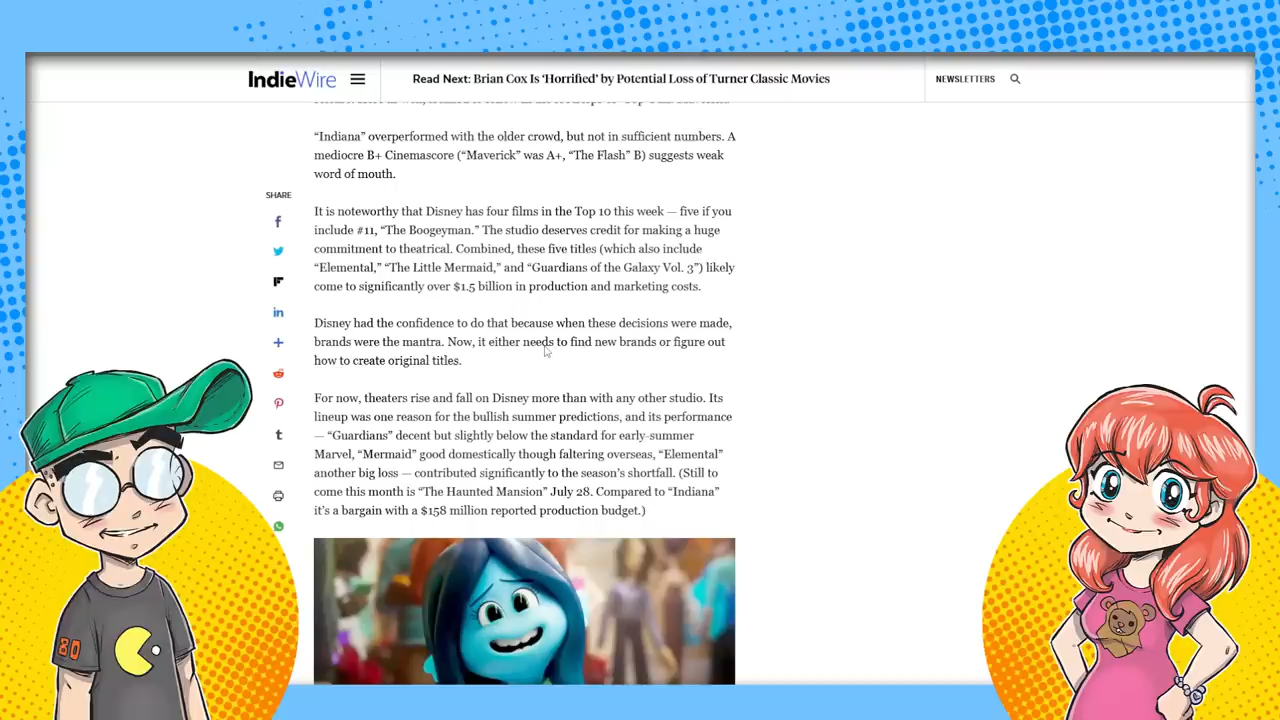 IndieWire
Read Next: Brian Cox Is ‘Horrified’ by Potential Loss of Turner Classic Movies
NEWSLETTERS
“Indiana” overperformed with the older crowd, but not in sufficient numbers. A
mediocre B+ Cinemascore (“Maverick” was A+, “The Flash” B) suggests weak
word of mouth.
SHARE
It is noteworthy that Disney has four films in the Top 10 this week — five if you
include #11, “The Boogeyman.” The studio deserves credit for making a huge
commitment to theatrical. Combined, these five titles (which also include
“Elemental,” “The Little Mermaid,” and “Guardians of the Galaxy Vol. 3”) likely
come to significantly over $1.5 billion in production and marketing costs.
Disney had the confidence to do that because when these decisions were made,
brands were the mantra. Now, it either needs to find new brands or figure out
how to create original titles.
For now, theaters rise and fall on Disney more than with any other studio. Its
lineup was one reason for the bullish summer predictions, and its performance
— “Guardians” decent but slightly below the standard for early-summer
Marvel, “Mermaid” good domestically though faltering overseas, “Elemental”
another big loss — contributed significantly to the season’s shortfall. (Still to
come this month is “The Haunted Mansion” July 28. Compared to “Indiana”
it’s a bargain with a $158 million reported production budget.)
80